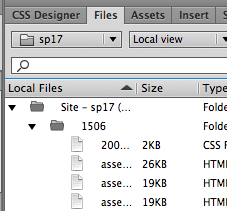 CSS Designer Files Assets Insert
sp17 Local view
Local Files Size Type
Site – sp17 (... Folde
1506 Folde
200... 2KB CSS F
asse... 26KB HTM
asse... 19KB HTM
asse... 19KB HTM